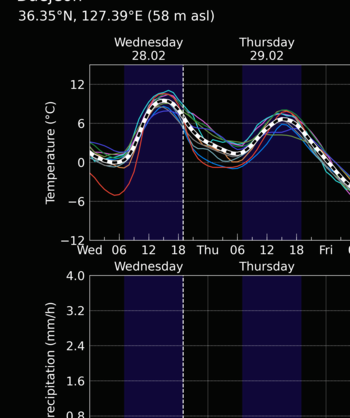 36.35°N, 127.39°E (58 m asl)
Wednesday Thursday
28.02 29.02
12
6
0
−6
−12
Temperature (°C)
Wed 06 12 18 Thu 06 12 18 Fri
Wednesday Thursday
4.0
3.2
2.4
1.6
0.8
recipitation (mm/h)